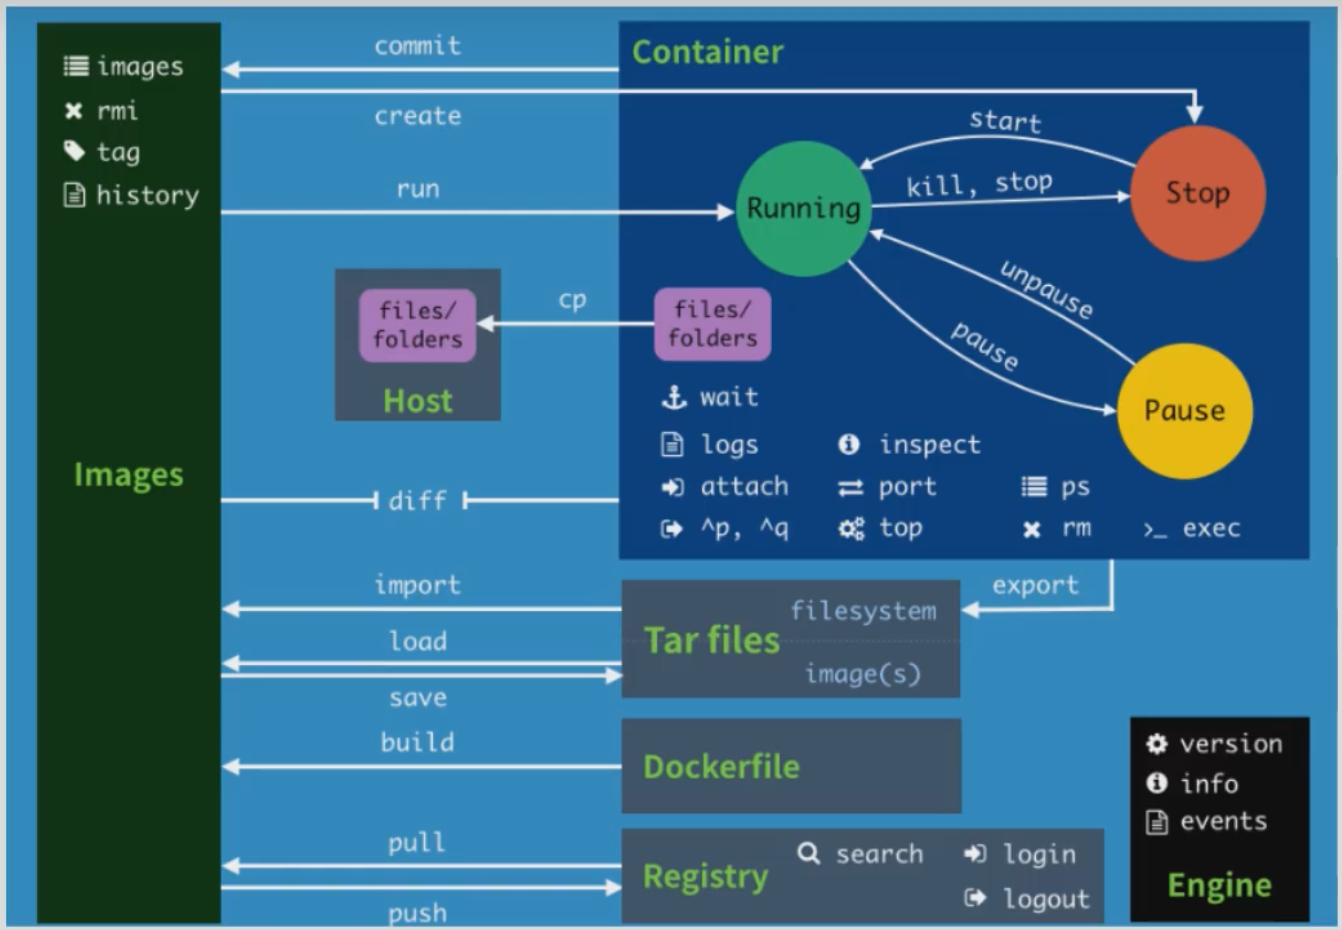 images
rmi
tag
history
Images
commit
create
run
cp
files/
folders
Host
diff
import
load
save
build
pull
push
Container
start
kill, stop
Running
Stop
unpause
pause
Pause
files/
folders
wait
logs
inspect
attach
port
ps
^p, ^q
top
rm
>_ exec
export
Tar files
filesystem
image(s)
Dockerfile
Registry
search
login
logout
version
info
events
Engine